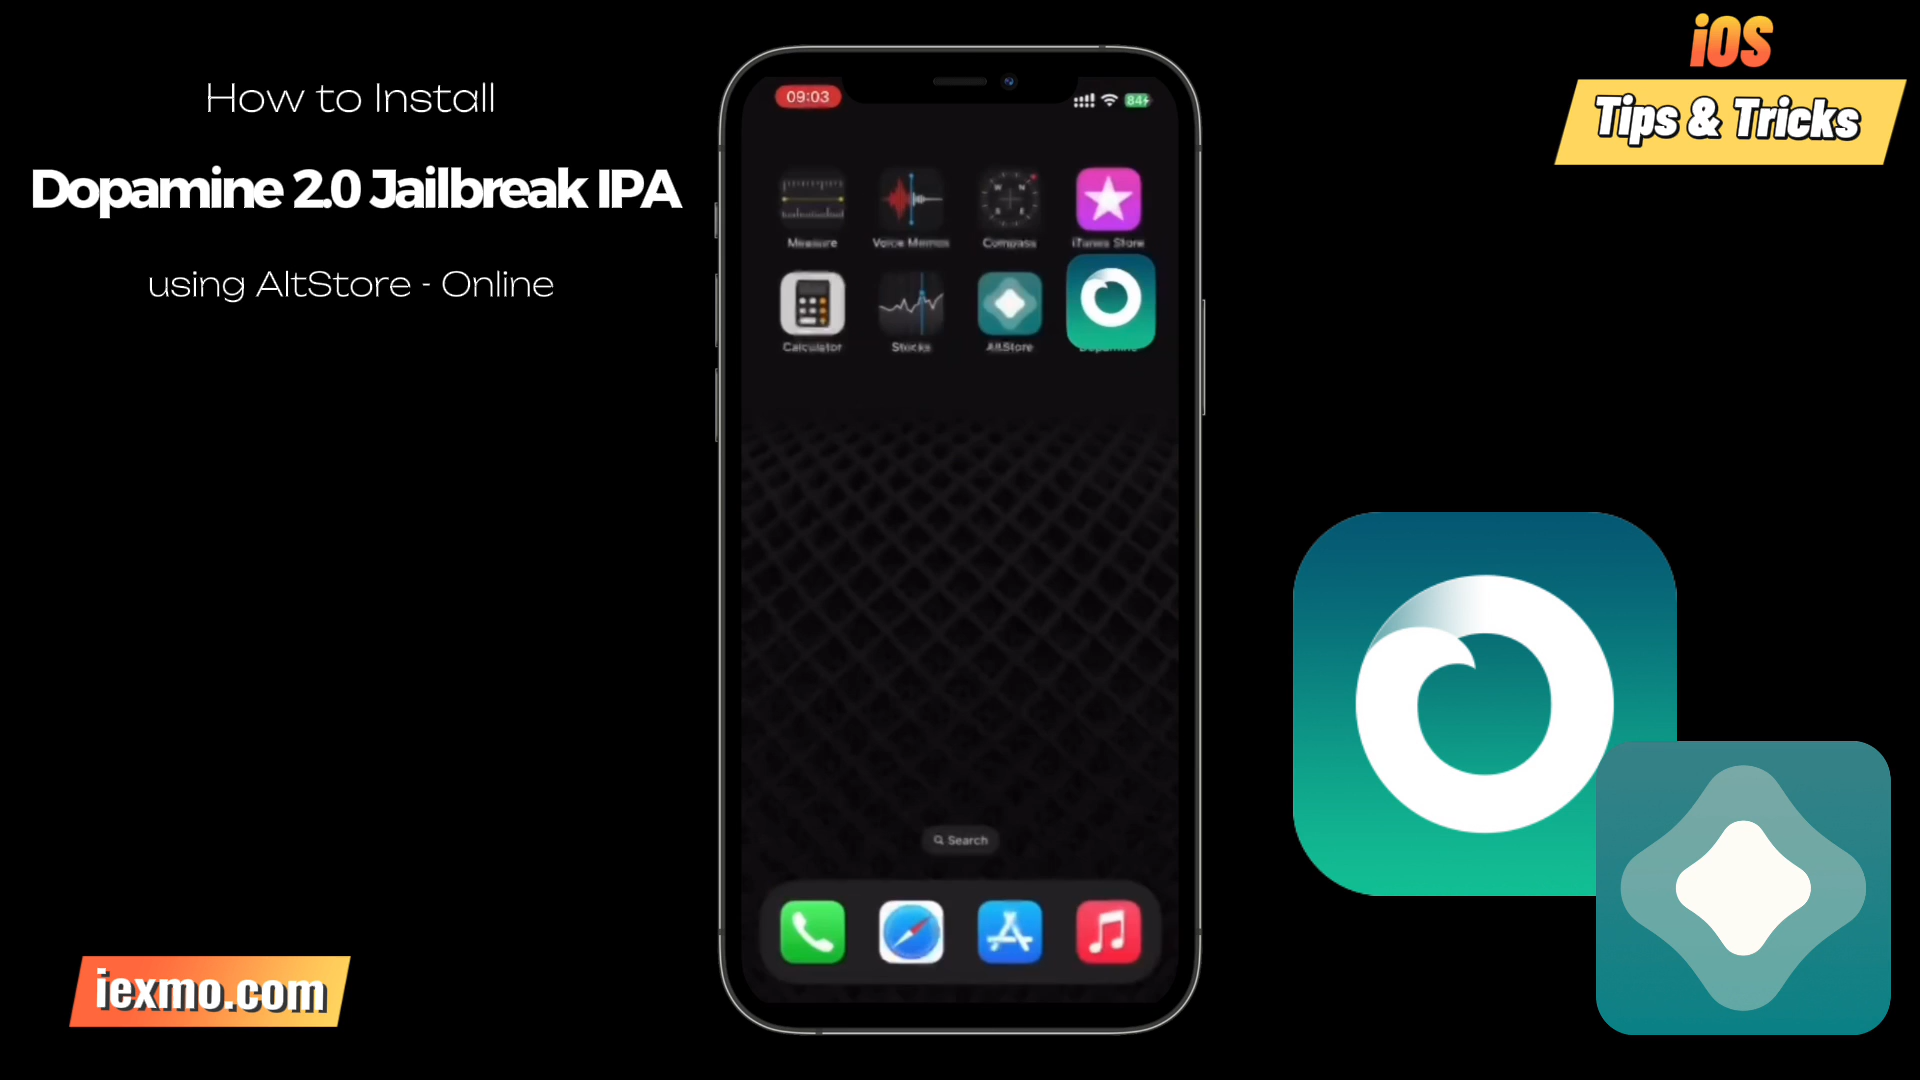 How to Install
Dopamine 2.0 Jailbreak IPA
using AltStore - Online
iOS
Tips & Tricks
09:03
84
Measure
Voice Memos
Compass
iTunes Store
Calculator
Stocks
AltStore
Dopamine
Search
iexmo.com